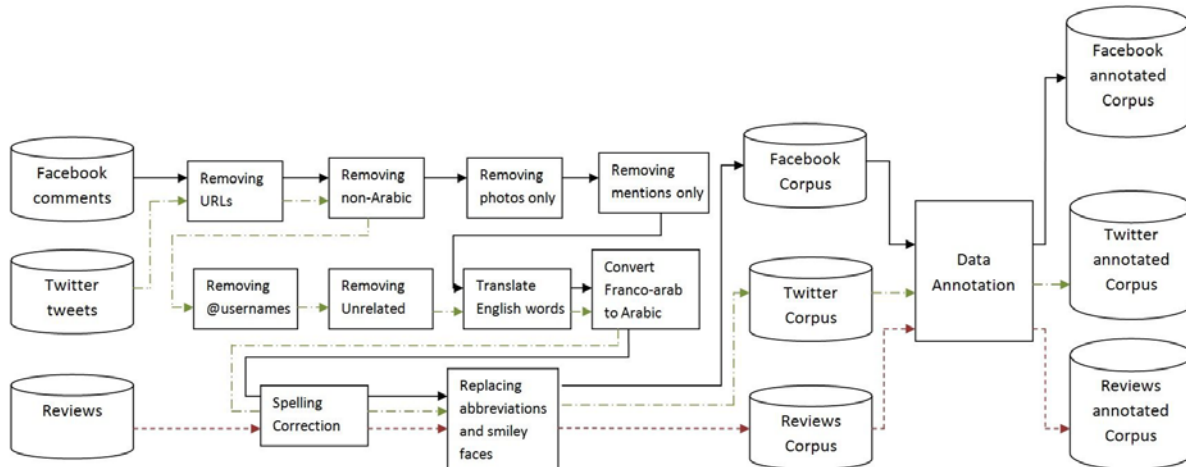 Facebook
annotated
Corpus
Facebook
comments
Removing
URLs
Removing
non-Arabic
Removing
photos only
Removing
mentions only
Facebook
Corpus
Twitter
tweets
Removing
@usernames
Removing
Unrelated
Translate
English words
Convert
Franco-arab
to Arabic
Twitter
Corpus
Data
Annotation
Twitter
annotated
Corpus
Reviews
Spelling
Correction
Replacing
abbreviations
and smiley
faces
Reviews
Corpus
Reviews
annotated
Corpus